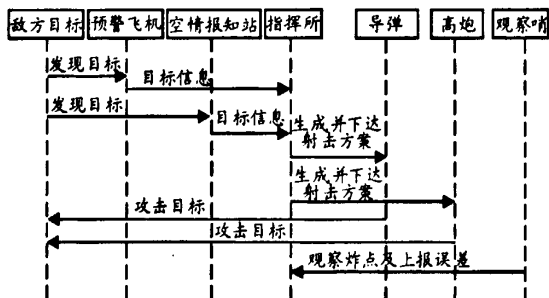 敌方目标 预警飞机 空情报知站 指挥所 导弹 高炮 观察哨
发现目标
目标信息
发现目标
目标信息
生成并下达
射击方案
生成并下达
射击方案
攻击目标
攻击目标
观察炸点及上报误差